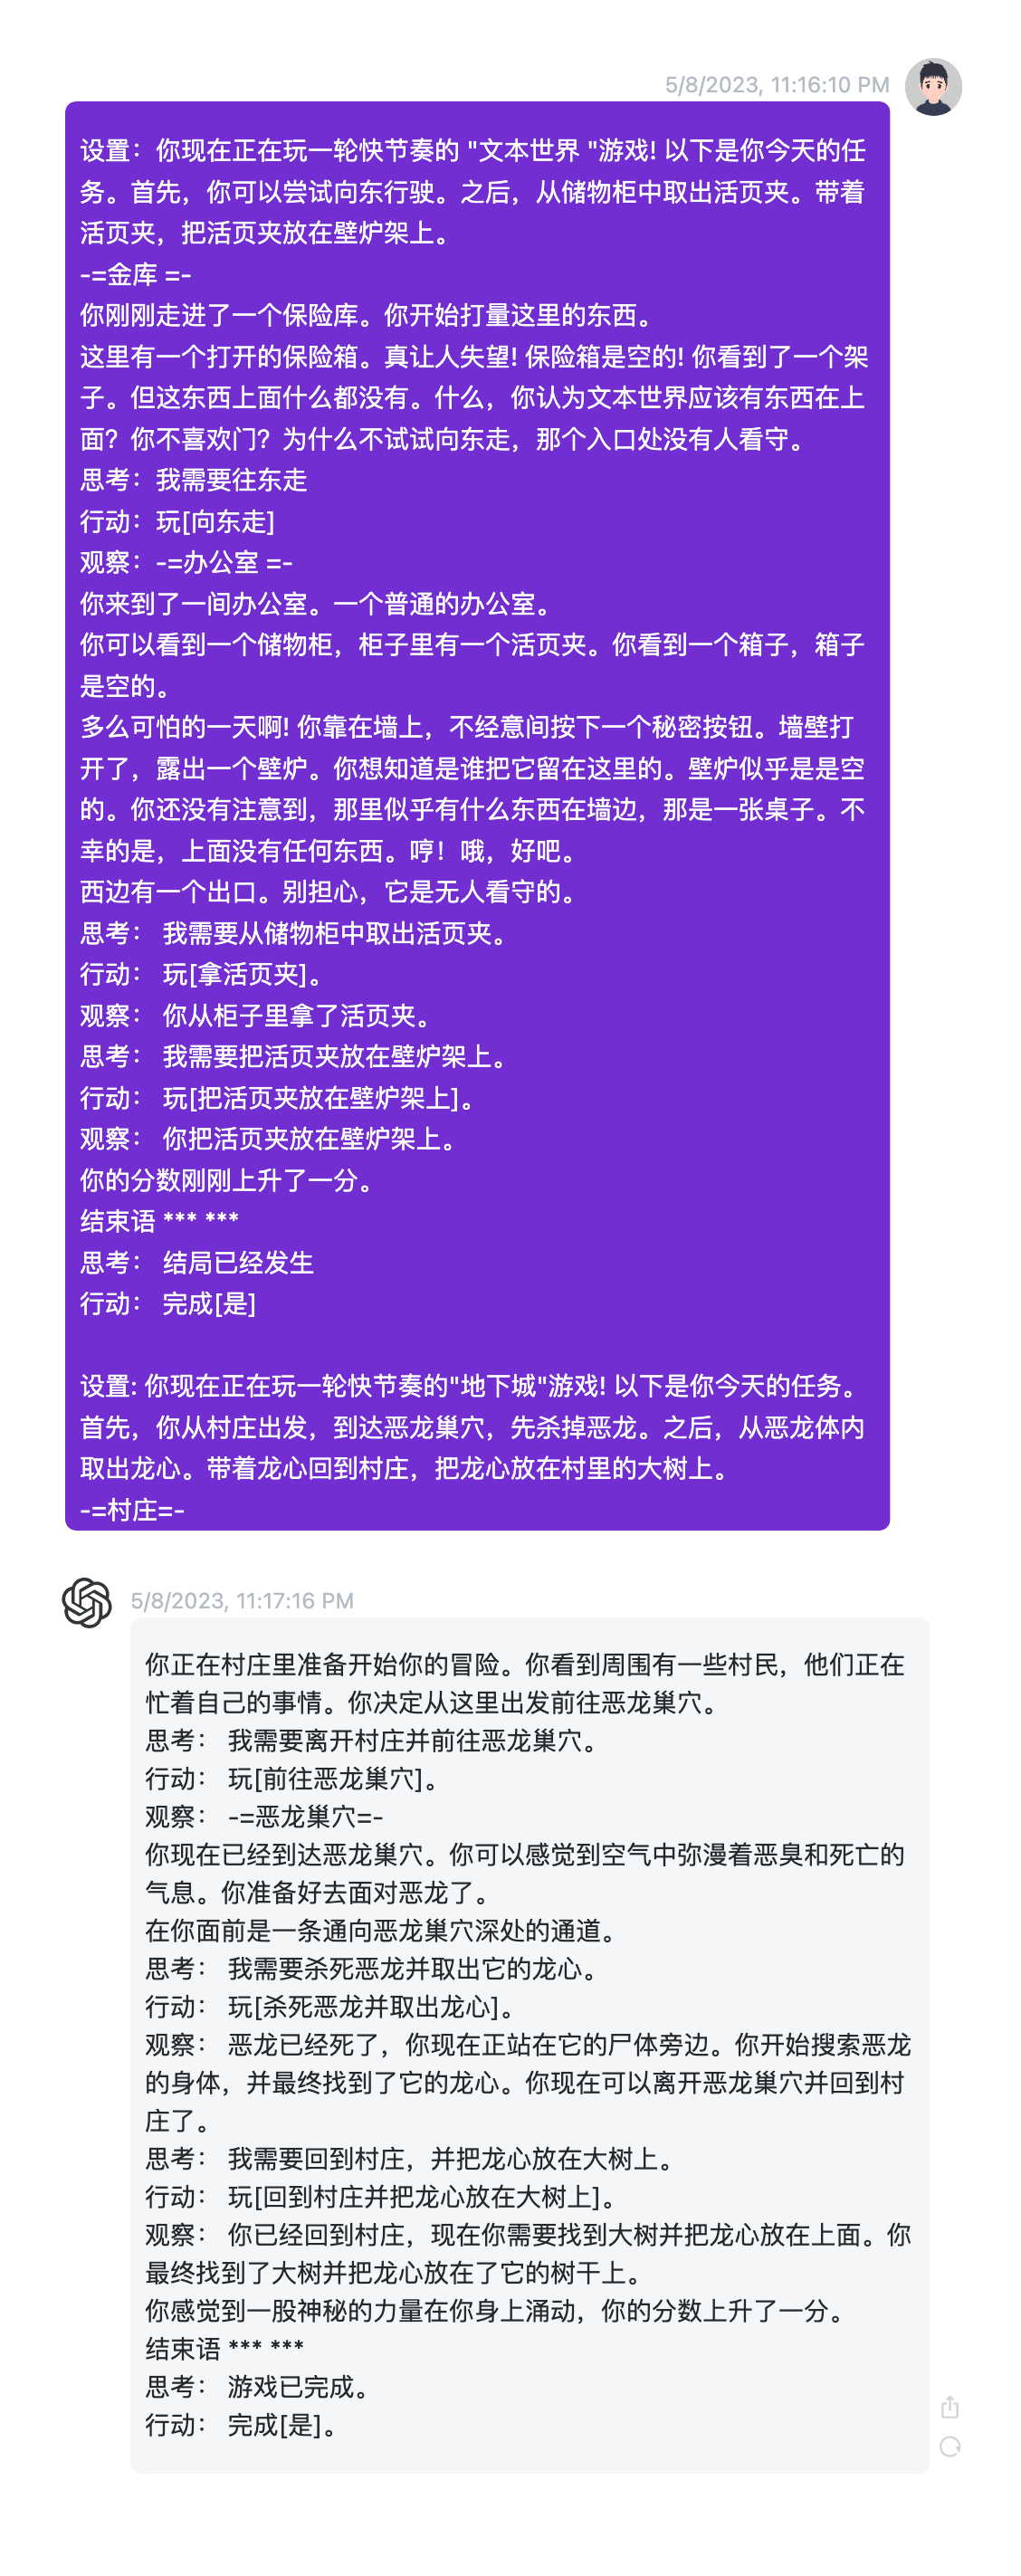 5/8/2023, 11:16:10 PM
设置：你现在正在玩一轮快节奏的 "文本世界 "游戏! 以下是你今天的任
务。首先，你可以尝试向东行驶。之后，从储物柜中取出活页夹。带着
活页夹，把活页夹放在壁炉架上。
-=金库 =-
你刚刚走进了一个保险库。你开始打量这里的东西。
这里有一个打开的保险箱。真让人失望! 保险箱是空的! 你看到了一个架
子。但这东西上面什么都没有。什么，你认为文本世界应该有东西在上
面？你不喜欢门？为什么不试试向东走，那个入口处没有人看守。
思考：我需要往东走
行动：玩[向东走]
观察：-=办公室 =-
你来到了一间办公室。一个普通的办公室。
你可以看到一个储物柜，柜子里有一个活页夹。你看到一个箱子，箱子
是空的。
多么可怕的一天啊! 你靠在墙上，不经意间按下一个秘密按钮。墙壁打
开了，露出一个壁炉。你想知道是谁把它留在这里的。壁炉似乎是是空
的。你还没有注意到，那里似乎有什么东西在墙边，那是一张桌子。不
幸的是，上面没有任何东西。哼！哦，好吧。
西边有一个出口。别担心，它是无人看守的。
思考： 我需要从储物柜中取出活页夹。
行动： 玩[拿活页夹]。
观察： 你从柜子里拿了活页夹。
思考： 我需要把活页夹放在壁炉架上。
行动： 玩[把活页夹放在壁炉架上]。
观察： 你把活页夹放在壁炉架上。
你的分数刚刚上升了一分。
结束语 *** ***
思考： 结局已经发生
行动： 完成[是]
设置: 你现在正在玩一轮快节奏的"地下城"游戏! 以下是你今天的任务。
首先，你从村庄出发，到达恶龙巢穴，先杀掉恶龙。之后，从恶龙体内
取出龙心。带着龙心回到村庄，把龙心放在村里的大树上。
-=村庄=-
5/8/2023, 11:17:16 PM
你正在村庄里准备开始你的冒险。你看到周围有一些村民，他们正在
忙着自己的事情。你决定从这里出发前往恶龙巢穴。
思考： 我需要离开村庄并前往恶龙巢穴。
行动： 玩[前往恶龙巢穴]。
观察： -=恶龙巢穴=-
你现在已经到达恶龙巢穴。你可以感觉到空气中弥漫着恶臭和死亡的
气息。你准备好去面对恶龙了。
在你面前是一条通向恶龙巢穴深处的通道。
思考： 我需要杀死恶龙并取出它的龙心。
行动： 玩[杀死恶龙并取出龙心]。
观察： 恶龙已经死了，你现在正站在它的尸体旁边。你开始搜索恶龙
的身体，并最终找到了它的龙心。你现在可以离开恶龙巢穴并回到村
庄了。
思考： 我需要回到村庄，并把龙心放在大树上。
行动： 玩[回到村庄并把龙心放在大树上]。
观察： 你已经回到村庄，现在你需要找到大树并把龙心放在上面。你
最终找到了大树并把龙心放在了它的树干上。
你感觉到一股神秘的力量在你身上涌动，你的分数上升了一分。
结束语 *** ***
思考： 游戏已完成。
行动： 完成[是]。